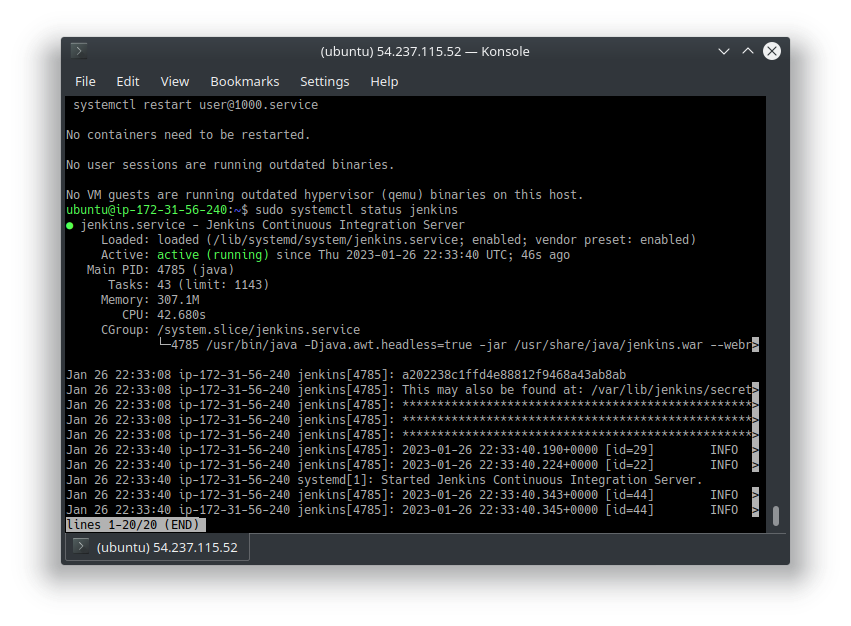 (ubuntu) 54.237.115.52 — Konsole
File Edit View Bookmarks Settings Help
systemctl restart user@1000.service
No containers need to be restarted.
No user sessions are running outdated binaries.
No VM guests are running outdated hypervisor (qemu) binaries on this host.
ubuntu@ip-172-31-56-240:~$ sudo systemctl status jenkins
● jenkins.service - Jenkins Continuous Integration Server
Loaded: loaded (/lib/systemd/system/jenkins.service; enabled; vendor preset: enabled)
Active: active (running) since Thu 2023-01-26 22:33:40 UTC; 46s ago
Main PID: 4785 (java)
Tasks: 43 (limit: 1143)
Memory: 307.1M
CPU: 42.680s
CGroup: /system.slice/jenkins.service
└─4785 /usr/bin/java -Djava.awt.headless=true -jar /usr/share/java/jenkins.war --webr>
Jan 26 22:33:08 ip-172-31-56-240 jenkins[4785]: a202238c1ffd4e88812f9468a43ab8ab
Jan 26 22:33:08 ip-172-31-56-240 jenkins[4785]: This may also be found at: /var/lib/jenkins/secret>
Jan 26 22:33:08 ip-172-31-56-240 jenkins[4785]: *************************************************>
Jan 26 22:33:08 ip-172-31-56-240 jenkins[4785]: *************************************************>
Jan 26 22:33:08 ip-172-31-56-240 jenkins[4785]: *************************************************>
Jan 26 22:33:40 ip-172-31-56-240 jenkins[4785]: 2023-01-26 22:33:40.190+0000 [id=29] INFO >
Jan 26 22:33:40 ip-172-31-56-240 jenkins[4785]: 2023-01-26 22:33:40.224+0000 [id=22] INFO >
Jan 26 22:33:40 ip-172-31-56-240 systemd[1]: Started Jenkins Continuous Integration Server.
Jan 26 22:33:40 ip-172-31-56-240 jenkins[4785]: 2023-01-26 22:33:40.343+0000 [id=44] INFO >
Jan 26 22:33:40 ip-172-31-56-240 jenkins[4785]: 2023-01-26 22:33:40.345+0000 [id=44] INFO >
lines 1-20/20 (END)
(ubuntu) 54.237.115.52